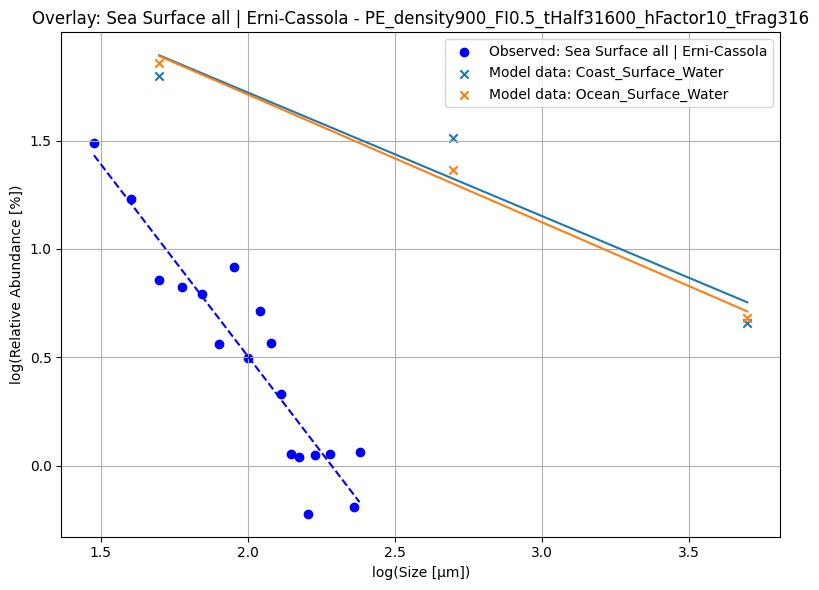 Overlay: Sea Surface all | Erni-Cassola - PE_density900_FI0.5_tHalf31600_hFactor10_tFrag316
Observed: Sea Surface all | Erni-Cassola
Model data: Coast_Surface_Water
Model data: Ocean_Surface_Water
log(Relative Abundance [%])
1.5
1.0
0.5
0.0
1.5 2.0 2.5 3.0 3.5
log(Size [µm])